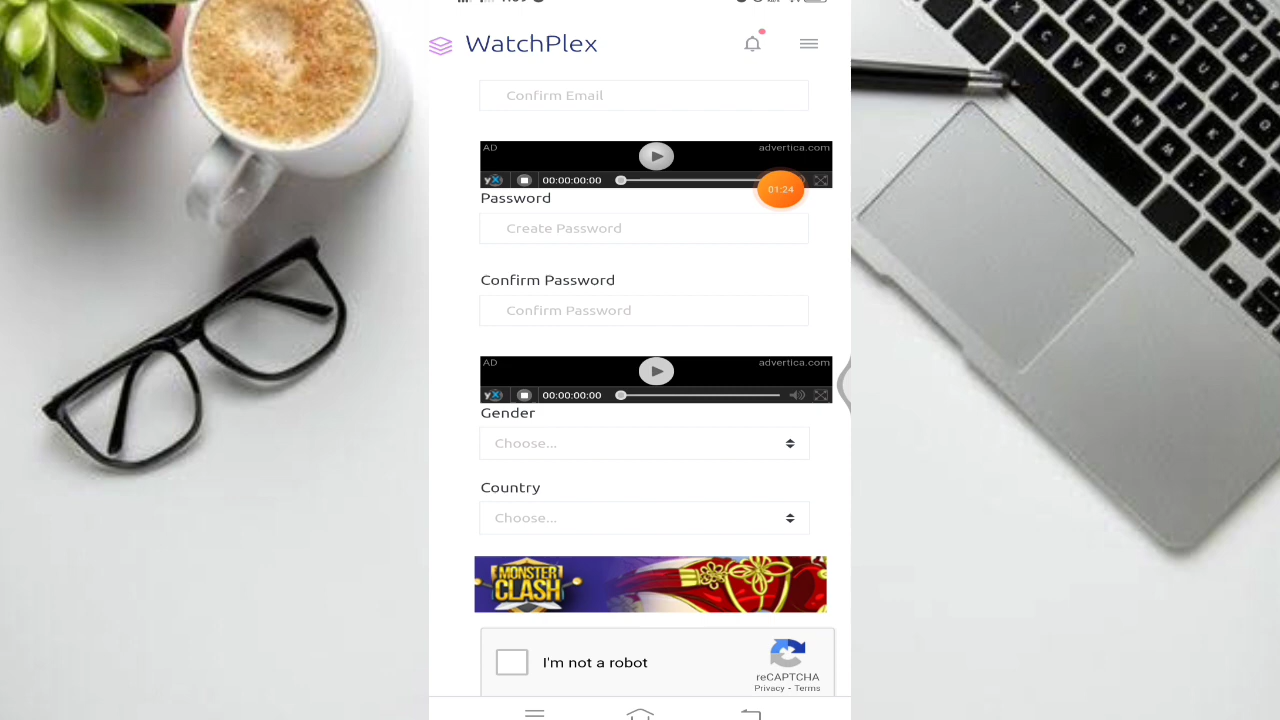 WatchPlex
Confirm Email
AD
advertica.com
00:00:00:00
01:24
Password
Create Password
Confirm Password
Confirm Password
AD
advertica.com
00:00:00:00
Gender
Choose...
Country
Choose...
MONSTER
CLASH
I'm not a robot
reCAPTCHA
Privacy - Terms